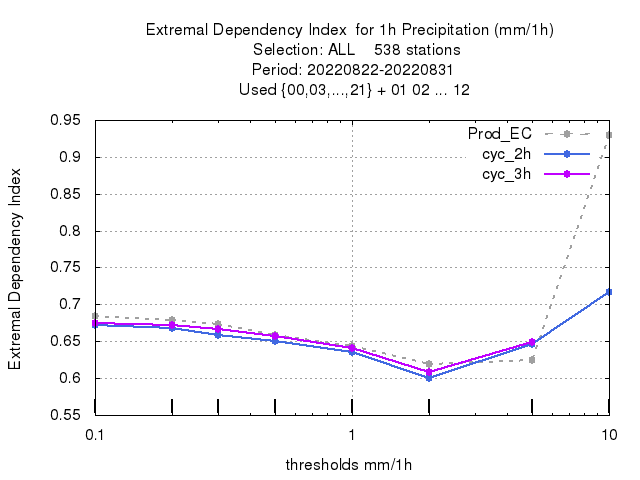 Extremal Dependency Index  for 1h Precipitation (mm/1h)
Selection: ALL    538 stations
Period: 20220822-20220831
Used {00,03,...,21} + 01 02 ... 12
Prod_EC
cyc_2h
cyc_3h
0.95
0.9
0.85
0.8
0.75
0.7
0.65
0.6
0.55
Extremal Dependency Index
0.1 1 10
thresholds mm/1h